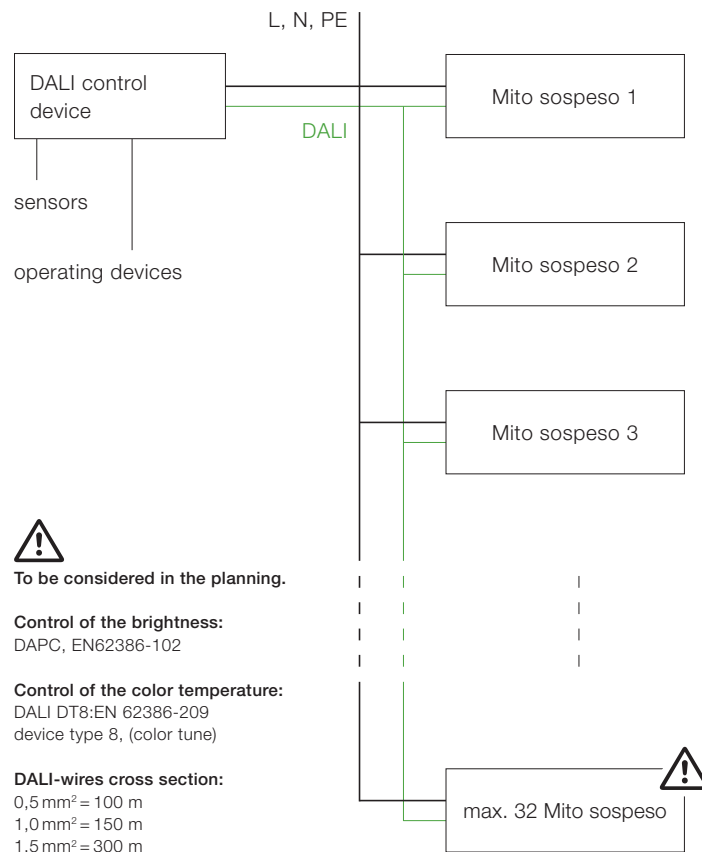 L, N, PE
DALI control
device
Mito sospeso 1
DALI
sensors
Mito sospeso 2
operating devices
Mito sospeso 3
To be considered in the planning.
Control of the brightness:
DAPC, EN62386-102
Control of the color temperature:
DALI DT8:EN 62386-209
device type 8, (color tune)
DALI-wires cross section:
0,5 mm² = 100 m
1,0 mm² = 150 m
1,5 mm² = 300 m
max. 32 Mito sospeso